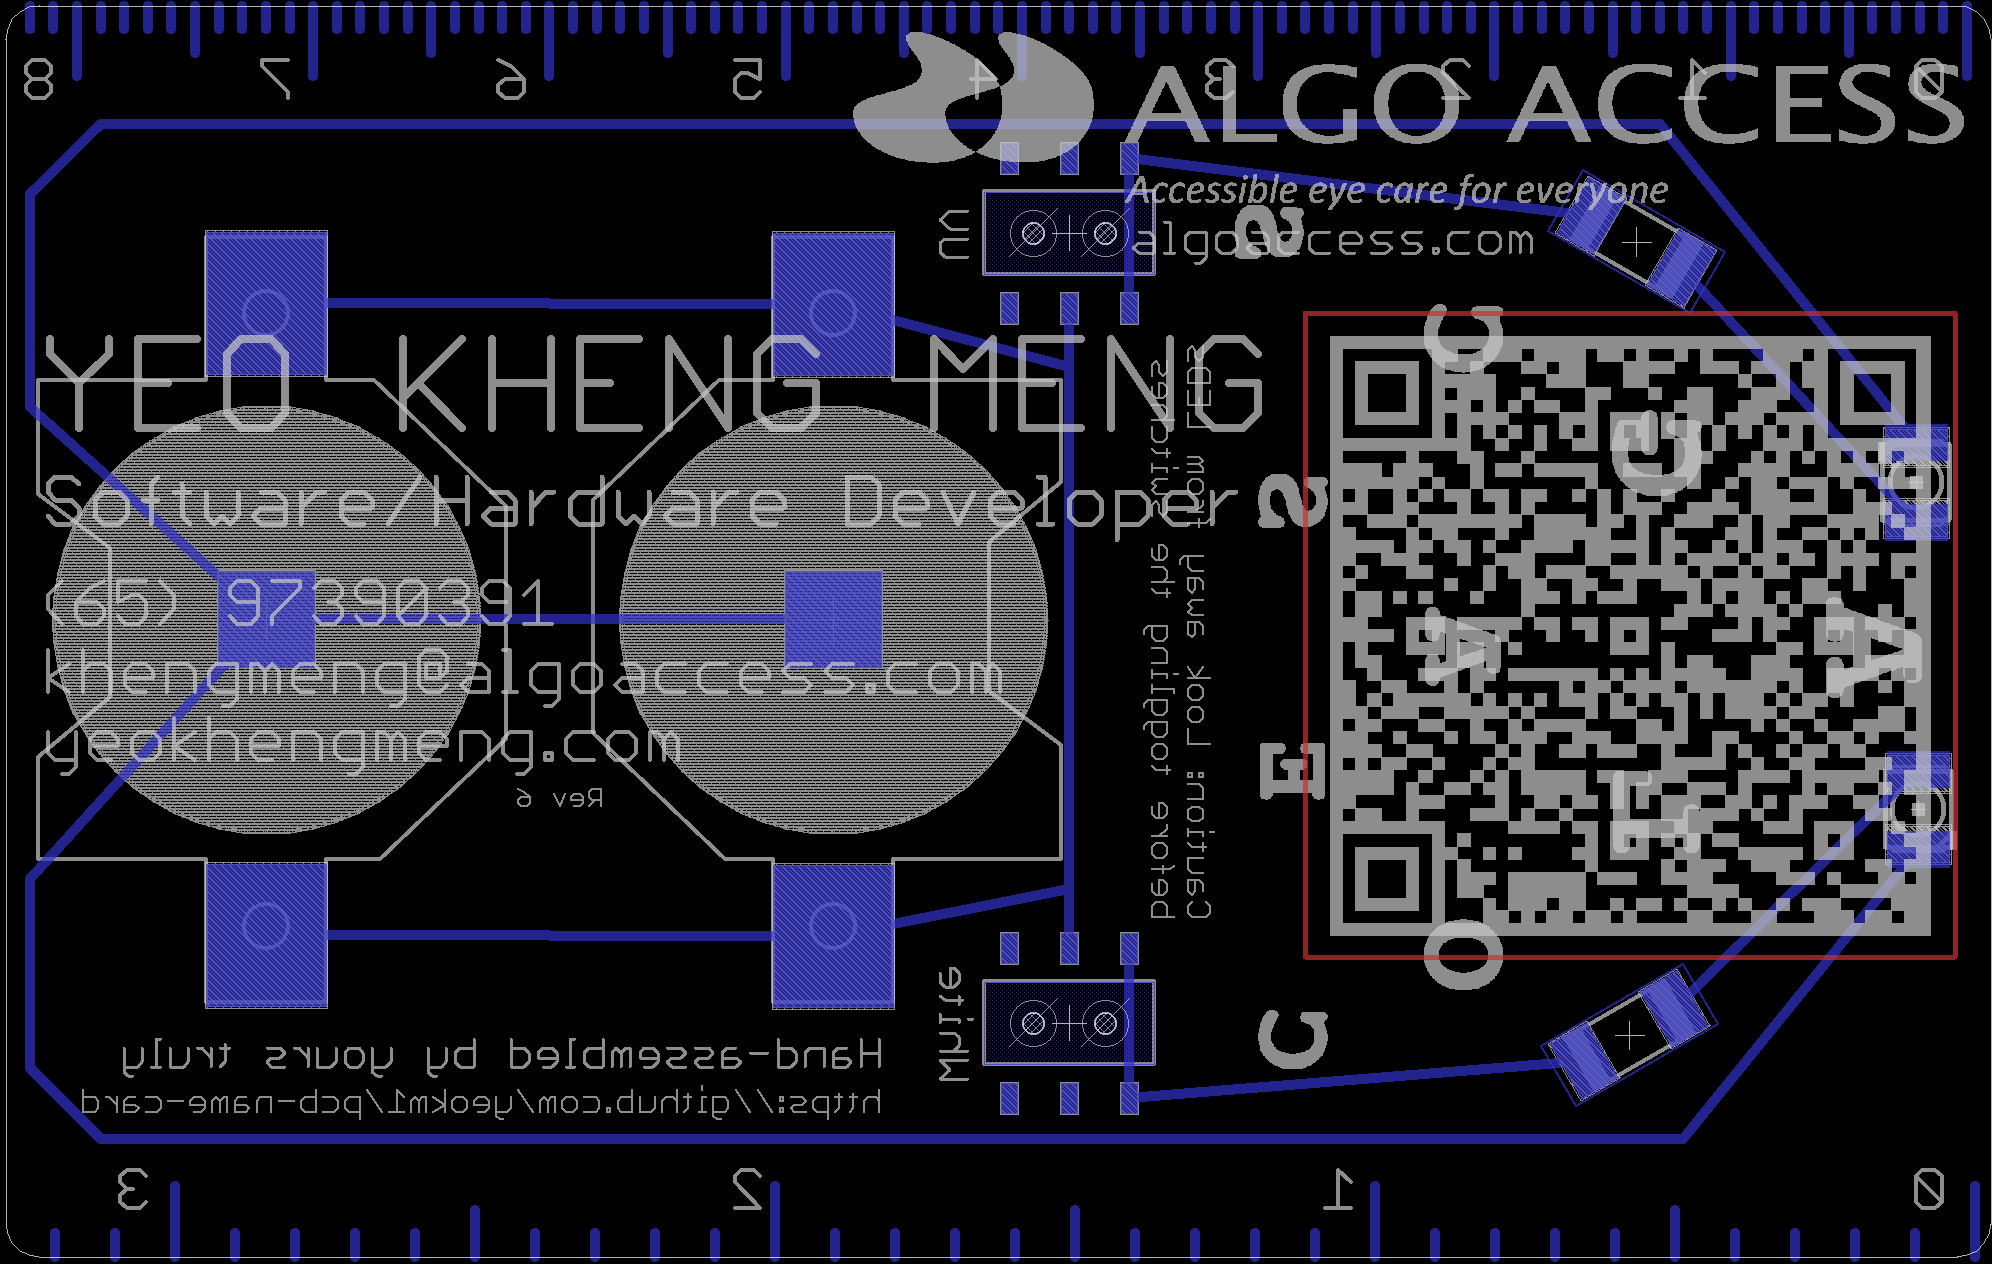 8 7 6 5 4 3 2 1 0
ALGO ACCESS
Accessible eye care for everyone
algoaccess.com
UV
YEO KHENG MENG
Software/Hardware Developer
(65) 97390391
khengmeng@algoaccess.com
yeokhengmeng.com
Rev 6
Caution: Look away from LEDs
before toggling the switches
S
S
E
C
C
G
A
A
L
O
White
Hand-assembled by yours truly
https://github.com/yeokm1/pcb-name-card
3 2 1 0